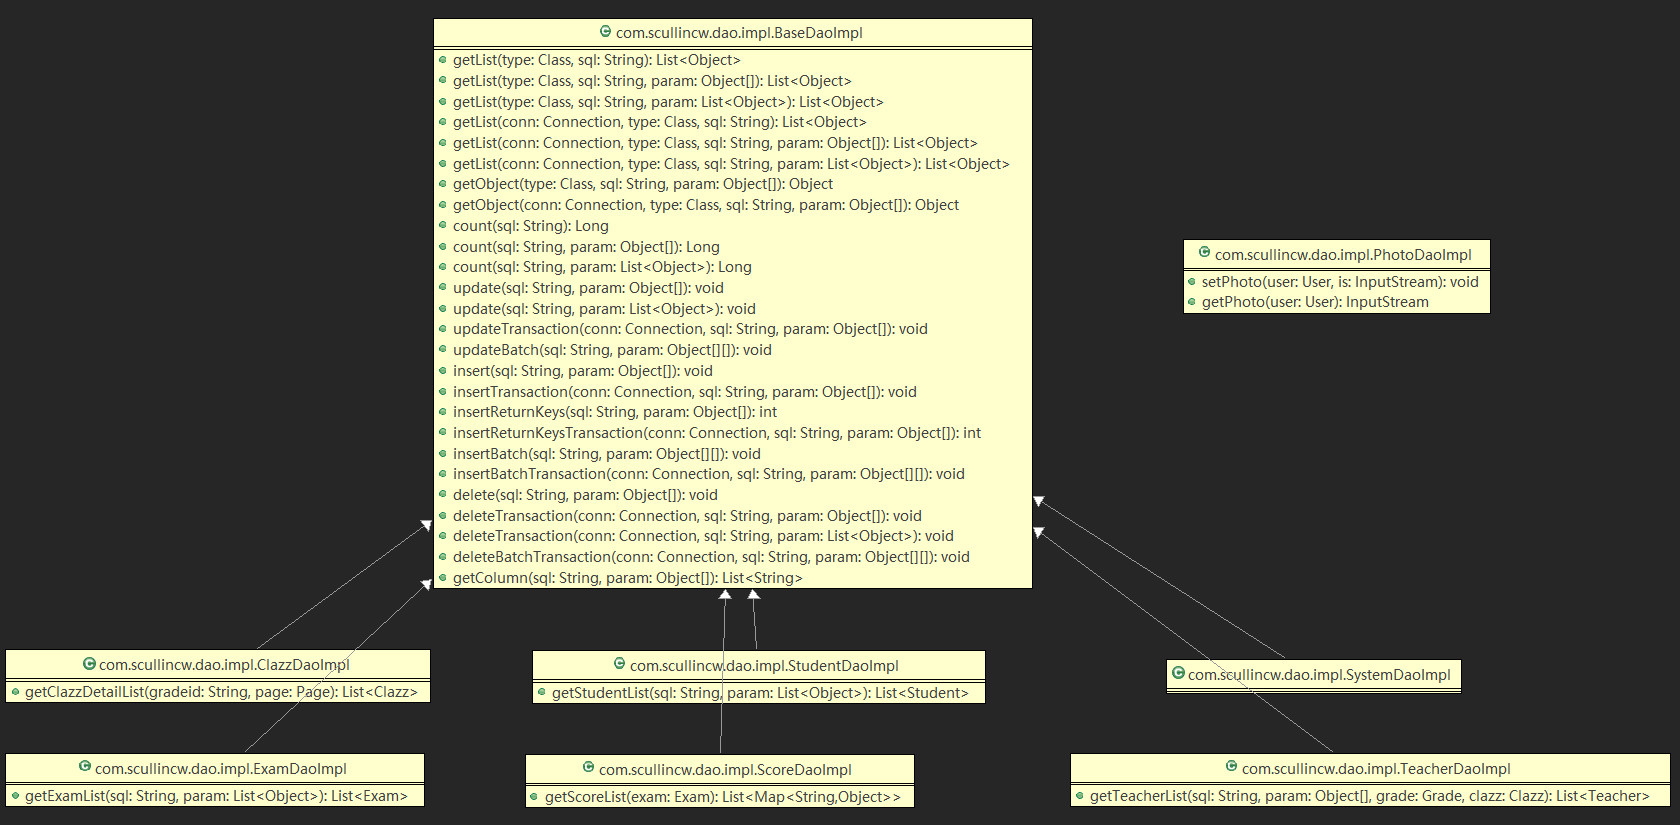 com.scullincw.dao.impl.BaseDaoImpl
getList(type: Class, sql: String): List<Object>
getList(type: Class, sql: String, param: Object[]): List<Object>
getList(type: Class, sql: String, param: List<Object>): List<Object>
getList(conn: Connection, type: Class, sql: String): List<Object>
getList(conn: Connection, type: Class, sql: String, param: Object[]): List<Object>
getList(conn: Connection, type: Class, sql: String, param: List<Object>): List<Object>
getObject(type: Class, sql: String, param: Object[]): Object
getObject(conn: Connection, type: Class, sql: String, param: Object[]): Object
count(sql: String): Long
count(sql: String, param: Object[]): Long
count(sql: String, param: List<Object>): Long
update(sql: String, param: Object[]): void
update(sql: String, param: List<Object>): void
updateTransaction(conn: Connection, sql: String, param: Object[]): void
updateBatch(sql: String, param: Object[][]): void
insert(sql: String, param: Object[]): void
insertTransaction(conn: Connection, sql: String, param: Object[]): void
insertReturnKeys(sql: String, param: Object[]): int
insertReturnKeysTransaction(conn: Connection, sql: String, param: Object[]): int
insertBatch(sql: String, param: Object[][]): void
insertBatchTransaction(conn: Connection, sql: String, param: Object[][]): void
delete(sql: String, param: Object[]): void
deleteTransaction(conn: Connection, sql: String, param: Object[]): void
deleteTransaction(conn: Connection, sql: String, param: List<Object>): void
deleteBatchTransaction(conn: Connection, sql: String, param: Object[][]): void
getColumn(sql: String, param: Object[]): List<String>
com.scullincw.dao.impl.PhotoDaoImpl
setPhoto(user: User, is: InputStream): void
getPhoto(user: User): InputStream
com.scullincw.dao.impl.ClazzDaoImpl
getClazzDetailList(gradeid: String, page: Page): List<Clazz>
com.scullincw.dao.impl.StudentDaoImpl
getStudentList(sql: String, param: List<Object>): List<Student>
com.scullincw.dao.impl.SystemDaoImpl
com.scullincw.dao.impl.ExamDaoImpl
getExamList(sql: String, param: List<Object>): List<Exam>
com.scullincw.dao.impl.ScoreDaoImpl
getScoreList(exam: Exam): List<Map<String,Object>>
com.scullincw.dao.impl.TeacherDaoImpl
getTeacherList(sql: String, param: Object[], grade: Grade, clazz: Clazz): List<Teacher>